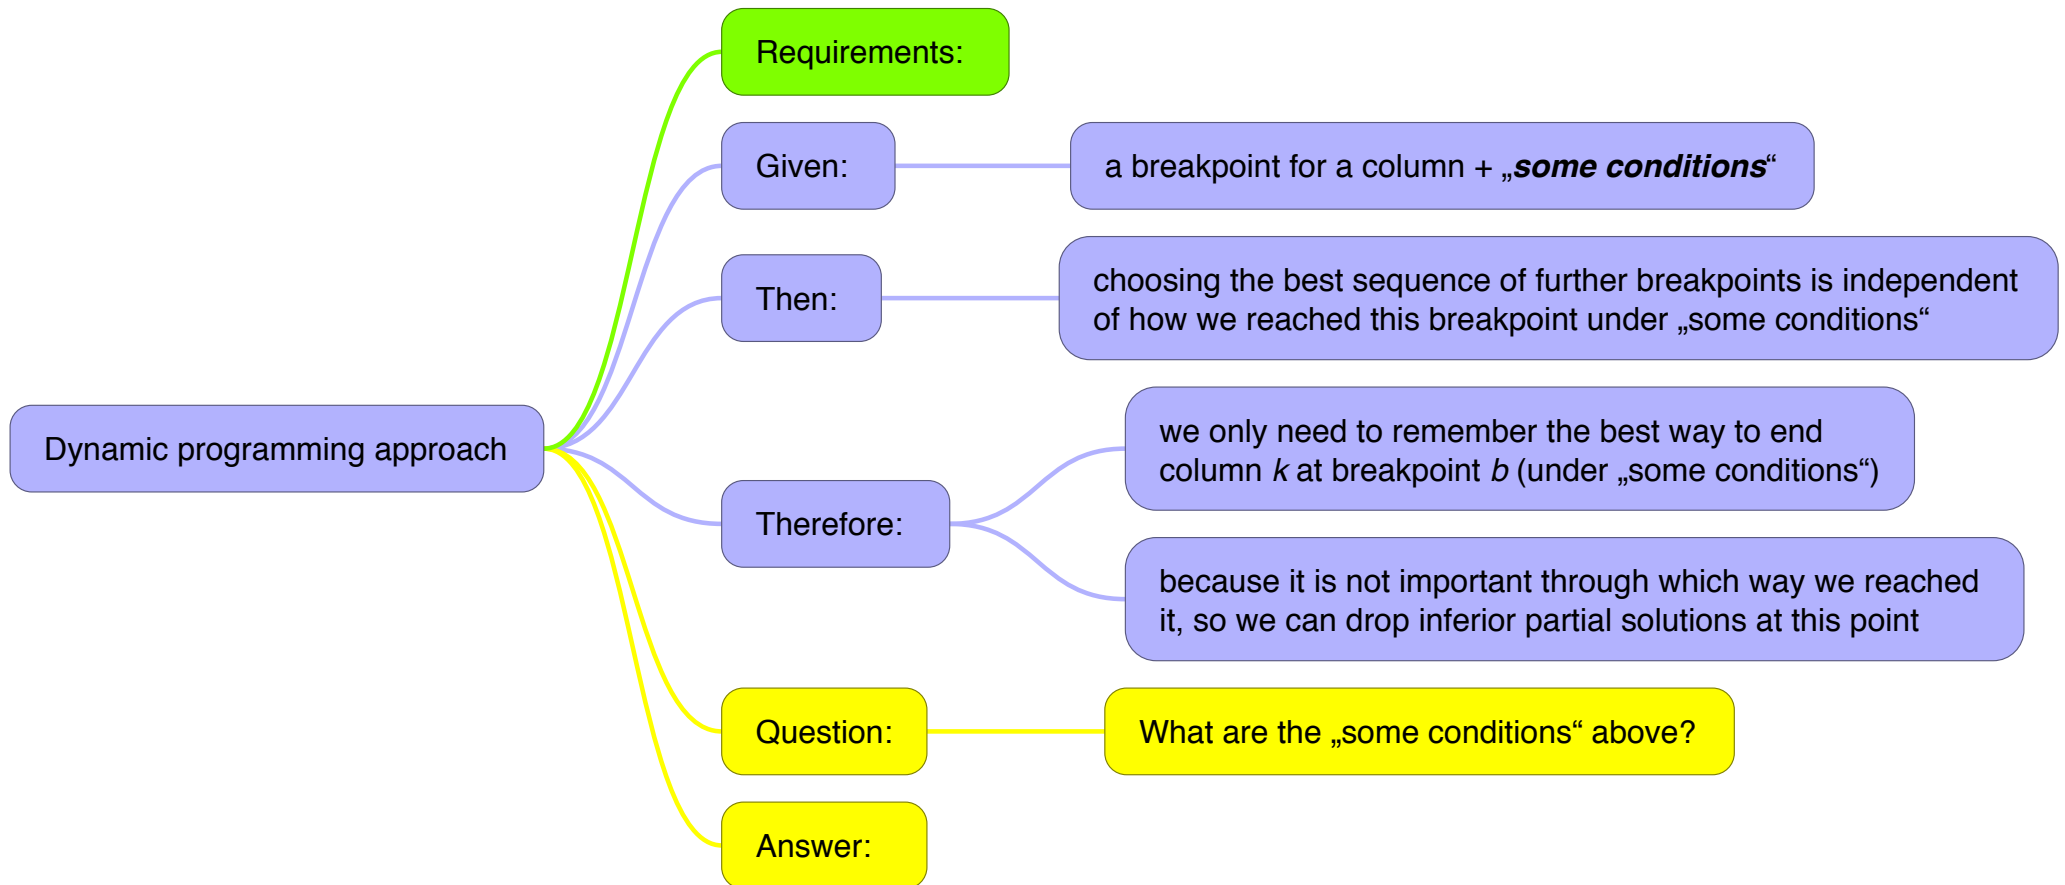 Requirements:
Given:
a breakpoint for a column + „some conditions“
Then:
choosing the best sequence of further breakpoints is independent
of how we reached this breakpoint under „some conditions“
Dynamic programming approach
Therefore:
we only need to remember the best way to end
column k at breakpoint b (under „some conditions“)
because it is not important through which way we reached
it, so we can drop inferior partial solutions at this point
Question:
What are the „some conditions“ above?
Answer: